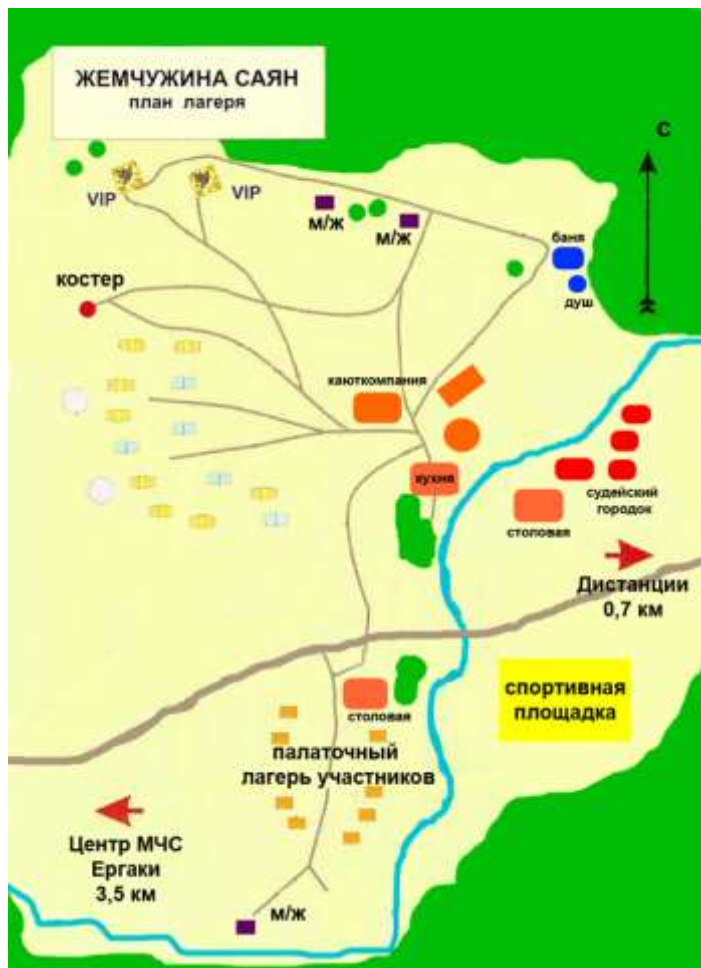 ЖЕМЧУЖИНА САЯН
план лагеря
С
VIP
VIP
м/ж
м/ж
баня
душ
костер
каюткомпания
кухня
судейский
городок
столовая
Дистанции
0,7 км
спортивная
площадка
столовая
палаточный
лагерь участников
Центр МЧС
Ергаки
3,5 км
м/ж